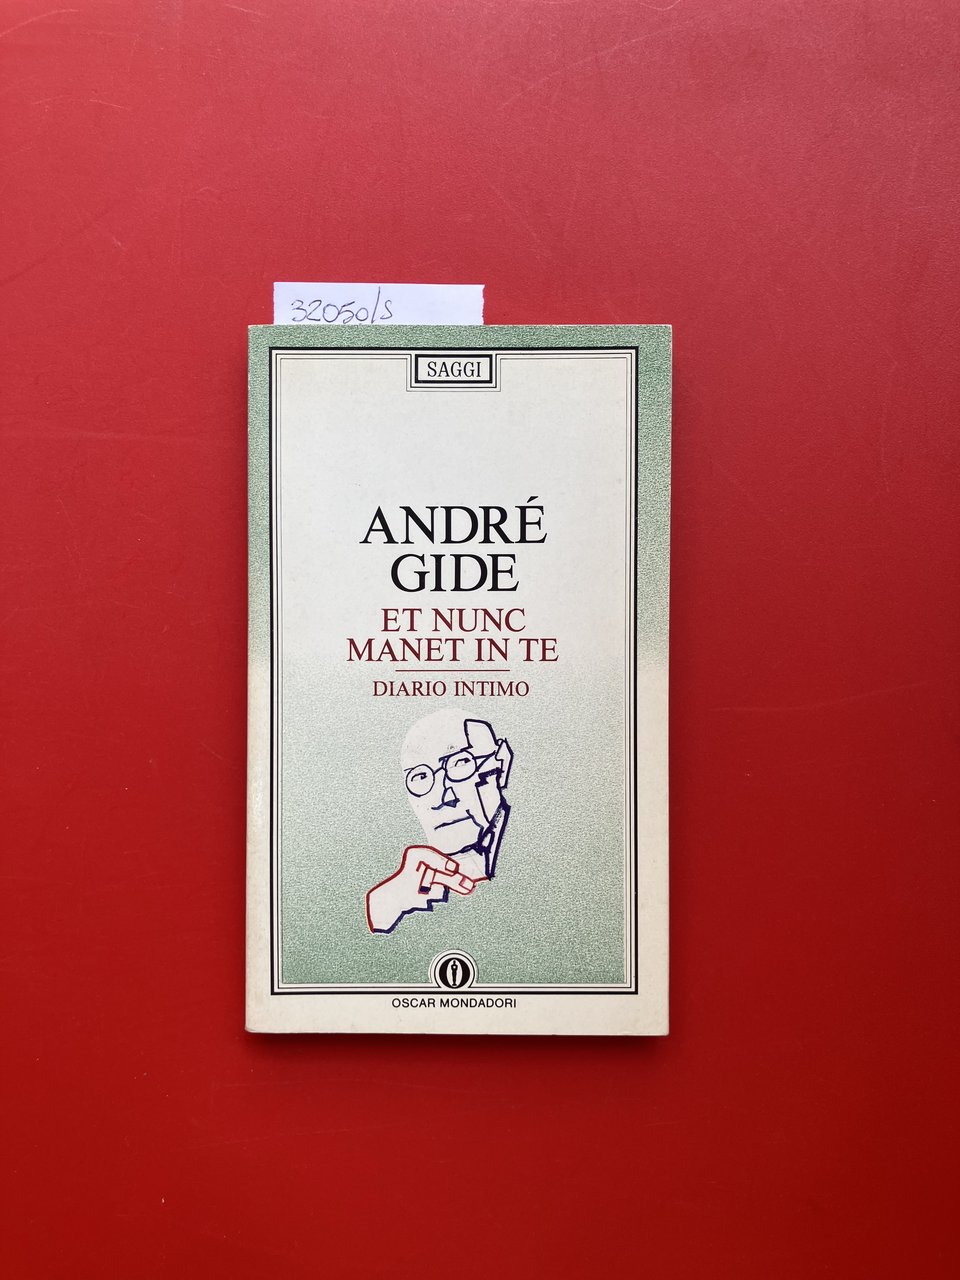 32050/S
SAGGI
ANDRÉ
GIDE
ET NUNC
MANET IN TE
DIARIO INTIMO
OSCAR MONDADORI